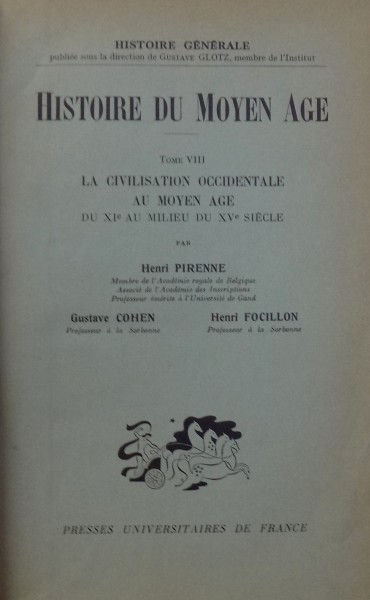 HISTOIRE GÉNÉRALE
publiée sous la direction de GUSTAVE GLOTZ, membre de l'Institut
HISTOIRE DU MOYEN AGE
TOME VIII
LA CIVILISATION OCCIDENTALE
AU MOYEN AGE
DU XIe AU MILIEU DU XVe SIÈCLE
PAR
Henri PIRENNE
Membre de l'Académie royale de Belgique
Associé de l'Académie des Inscriptions
Professeur émérite à l'Université de Gand
Gustave COHEN Henri FOCILLON
Professeur à la Sorbonne Professeur à la Sorbonne
PRESSES UNIVERSITAIRES DE FRANCE